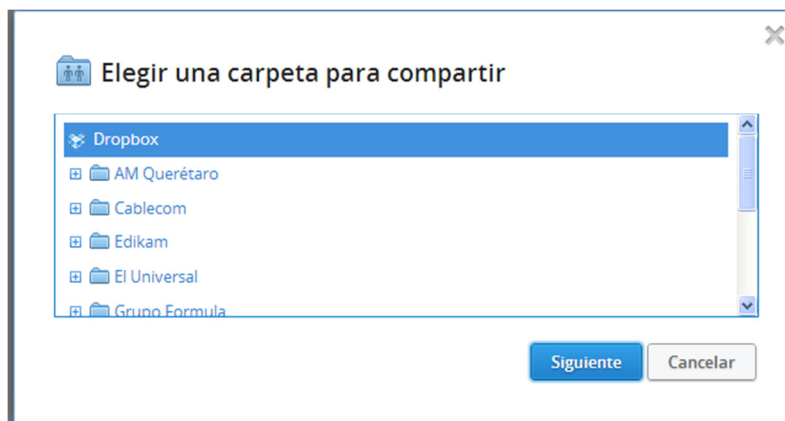 Elegir una carpeta para compartir
Dropbox
AM Querétaro
Cablecom
Edikam
El Universal
Grupo Formula
Siguiente Cancelar